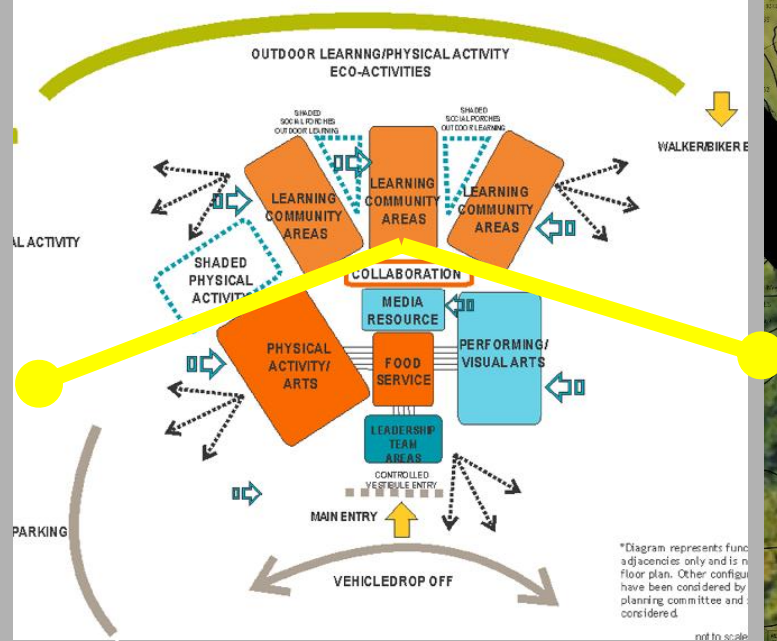 OUTDOOR LEARNNG/PHYSICAL ACTIVITY
ECO-ACTIVITIES
SHADED
SOCIAL PORCHES
OUTDOOR LEARNING
SHADED
SOCIAL PORCHES
OUTDOOR LEARNING
WALKER/BIKER E
LEARNING
COMMUNITY
AREAS
LEARNING
COMMUNITY
AREAS
LEARNING
COMMUNITY
AREAS
AL ACTIVITY
SHADED
PHYSICAL
ACTIVITY
COLLABORATION
MEDIA
RESOURCE
PHYSICAL
ACTIVITY/
ARTS
FOOD
SERVICE
PERFORMING/
VISUAL ARTS
LEADERSHIP
TEAM
AREAS
CONTROLLED
VESTIBULE ENTRY
MAIN ENTRY
PARKING
VEHICLE DROP OFF
*Diagram represents func
adjacencies only and is n
floor plan. Other configu
have been considered by
planning committee and
considered.
not to scale